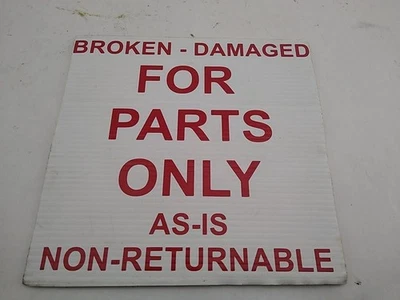 BROKEN - DAMAGED
FOR
PARTS
ONLY
AS-IS
NON-RETURNABLE